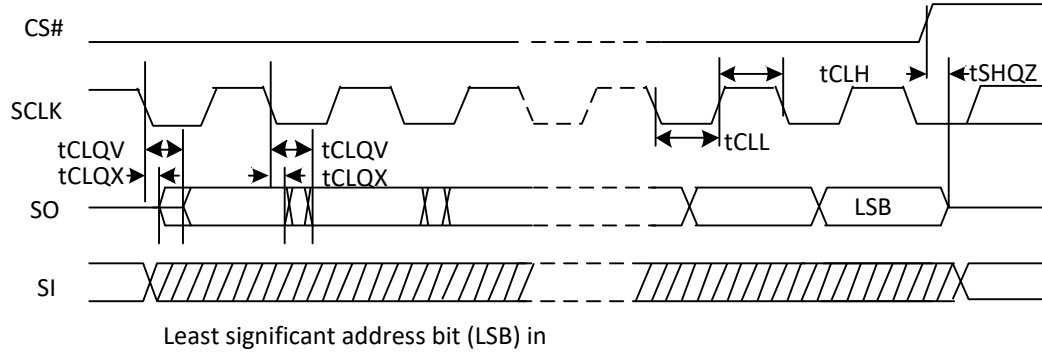 CS#
tCLH
tSHQZ
SCLK
tCLL
tCLQV
tCLQV
tCLQX
tCLQX
SO
LSB
SI
Least significant address bit (LSB) in